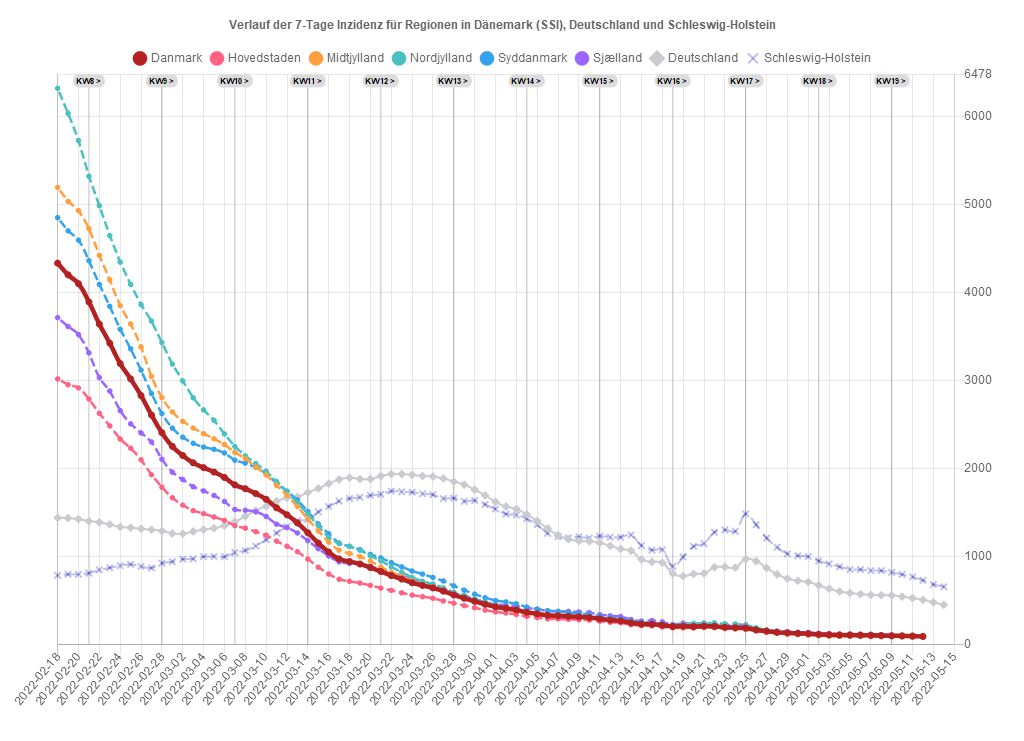 Verlauf der 7-Tage Inzidenz für Regionen in Dänemark (SSI), Deutschland und Schleswig-Holstein
Danmark Hovedstaden Midtjylland Nordjylland Syddanmark Sjælland Deutschland Schleswig-Holstein
KW8 > KW9 > KW10 > KW11 > KW12 > KW13 > KW14 > KW15 > KW16 > KW17 > KW18 > KW19 >
6478
6000
5000
4000
3000
2000
1000
0
2022-02-18 2022-02-20 2022-02-22 2022-02-24 2022-02-26 2022-02-28 2022-03-02 2022-03-04 2022-03-06 2022-03-08 2022-03-10 2022-03-12 2022-03-14 2022-03-16 2022-03-18 2022-03-20 2022-03-22 2022-03-24 2022-03-26 2022-03-28 2022-03-30 2022-04-01 2022-04-03 2022-04-05 2022-04-07 2022-04-09 2022-04-11 2022-04-13 2022-04-15 2022-04-17 2022-04-19 2022-04-21 2022-04-23 2022-04-25 2022-04-27 2022-04-29 2022-05-01 2022-05-03 2022-05-05 2022-05-07 2022-05-09 2022-05-11 2022-05-13 2022-05-15